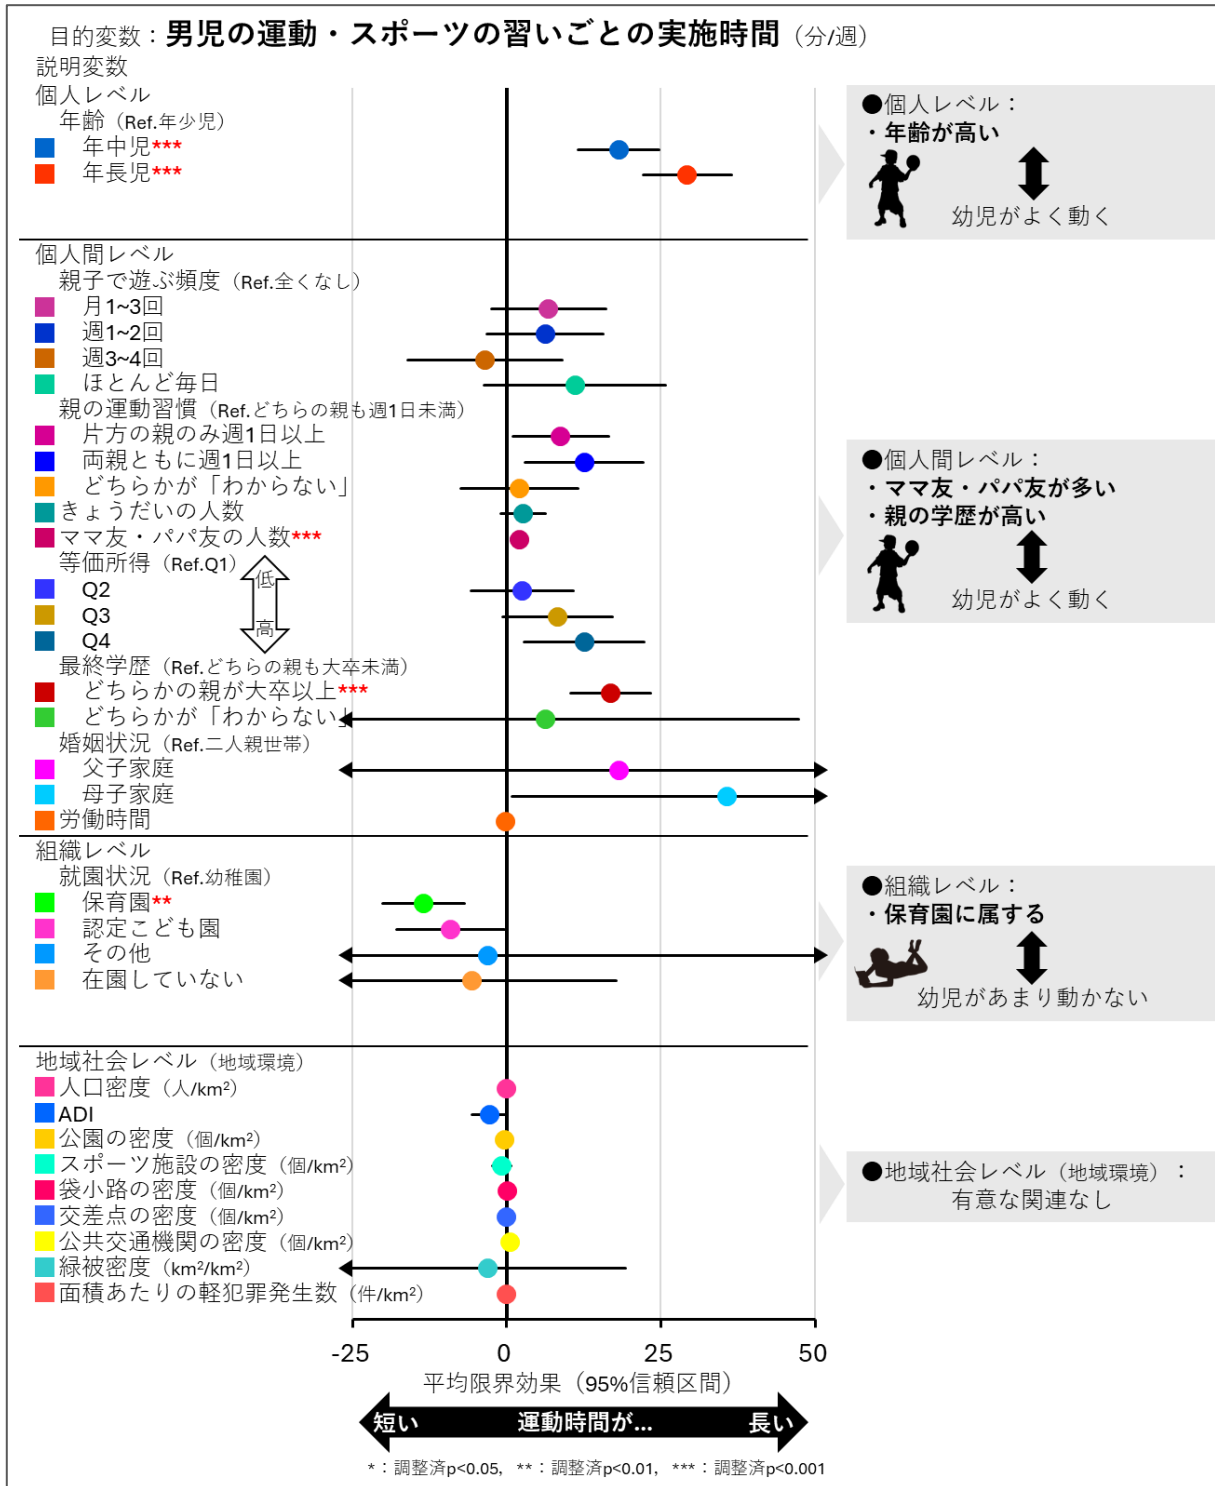 目的変数：男児の運動・スポーツの習いごとの実施時間（分/週）
説明変数
個人レベル
年齢（Ref.年少児）
年中児***
年長児***
個人間レベル
親子で遊ぶ頻度（Ref.全くなし）
月1~3回
週1~2回
週3~4回
ほとんど毎日
親の運動習慣（Ref.どちらの親も週1日未満）
片方の親のみ週1日以上
両親ともに週1日以上
どちらかが「わからない」
きょうだいの人数
ママ友・パパ友の人数***
等価所得（Ref.Q1）
低
Q2
Q3
高
Q4
最終学歴（Ref.どちらの親も大卒未満）
どちらかの親が大卒以上***
どちらかが「わからない」
婚姻状況（Ref.二人親世帯）
父子家庭
母子家庭
労働時間
組織レベル
就園状況（Ref.幼稚園）
保育園**
認定こども園
その他
在園していない
地域社会レベル（地域環境）
人口密度（人/km²）
ADI
公園の密度（個/km²）
スポーツ施設の密度（個/km²）
袋小路の密度（個/km²）
交差点の密度（個/km²）
公共交通機関の密度（個/km²）
緑被密度（km²/km²）
面積あたりの軽犯罪発生数（件/km²）
-25 0 25 50
平均限界効果（95%信頼区間）
短い 運動時間が... 長い
*：調整済p<0.05, **：調整済p<0.01, ***：調整済p<0.001
●個人レベル：
・年齢が高い
幼児がよく動く
●個人間レベル：
・ママ友・パパ友が多い
・親の学歴が高い
幼児がよく動く
●組織レベル：
・保育園に属する
幼児があまり動かない
●地域社会レベル（地域環境）：
有意な関連なし